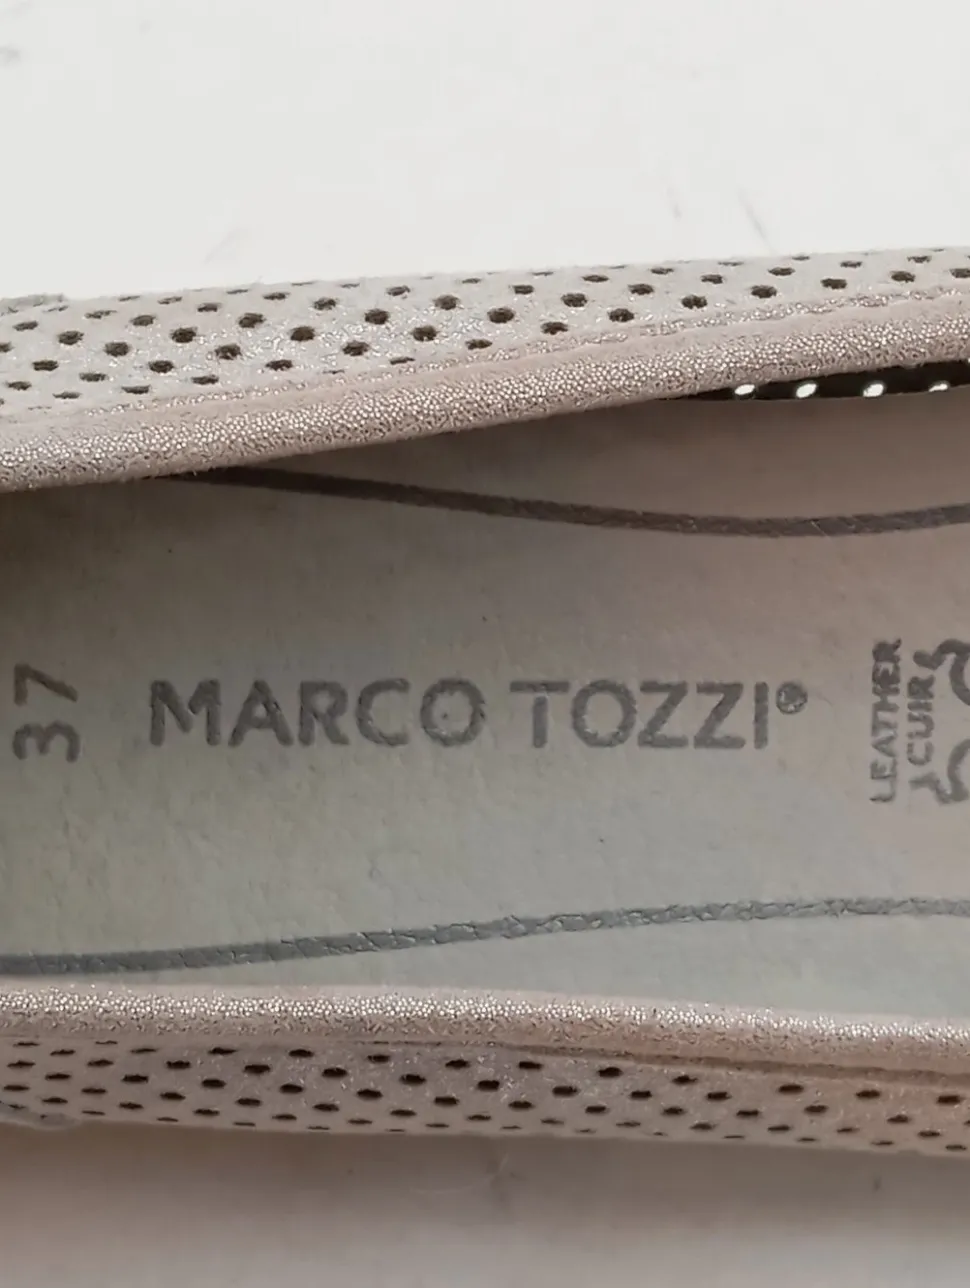 37
MARCO TOZZI®
LEATHER
CUIR